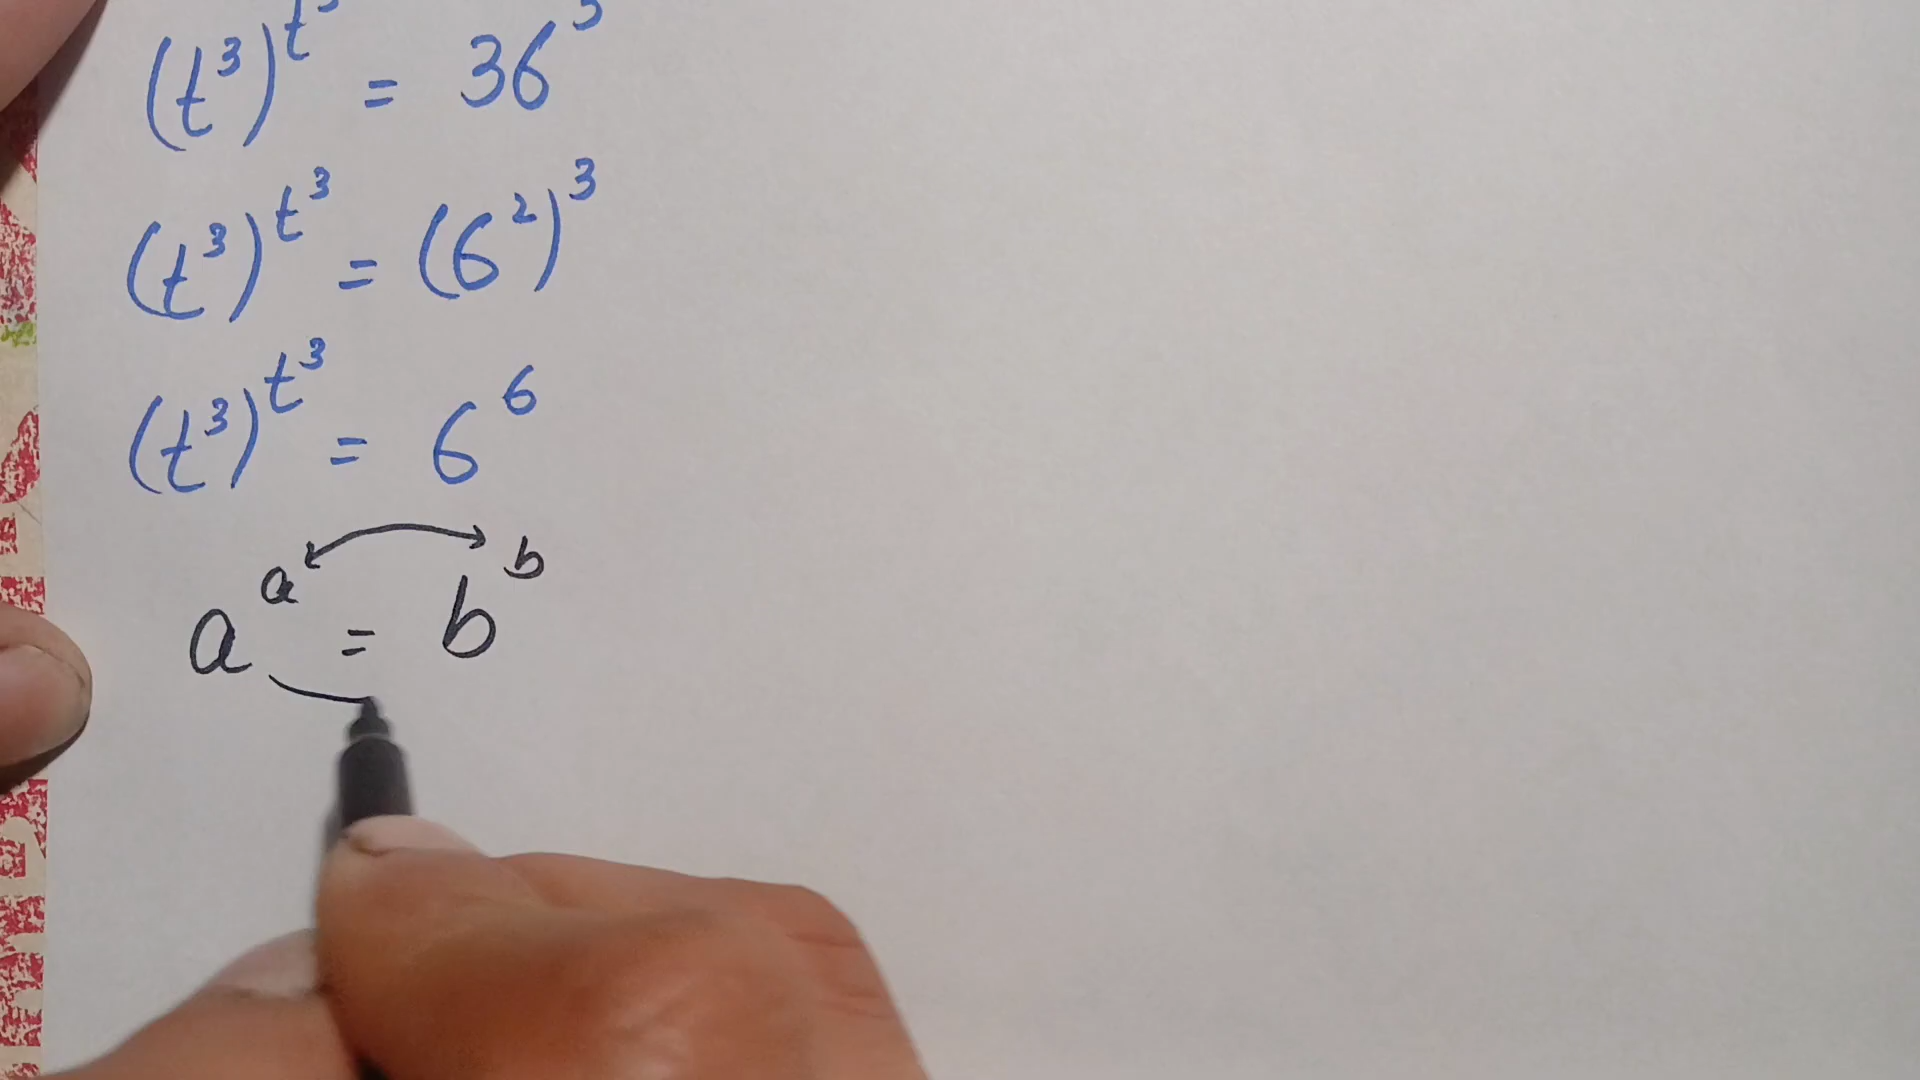 (t³)^t³ = 36³
(t³)^t³ = (6²)³
(t³)^t³ = 6⁶
a^a = b^b